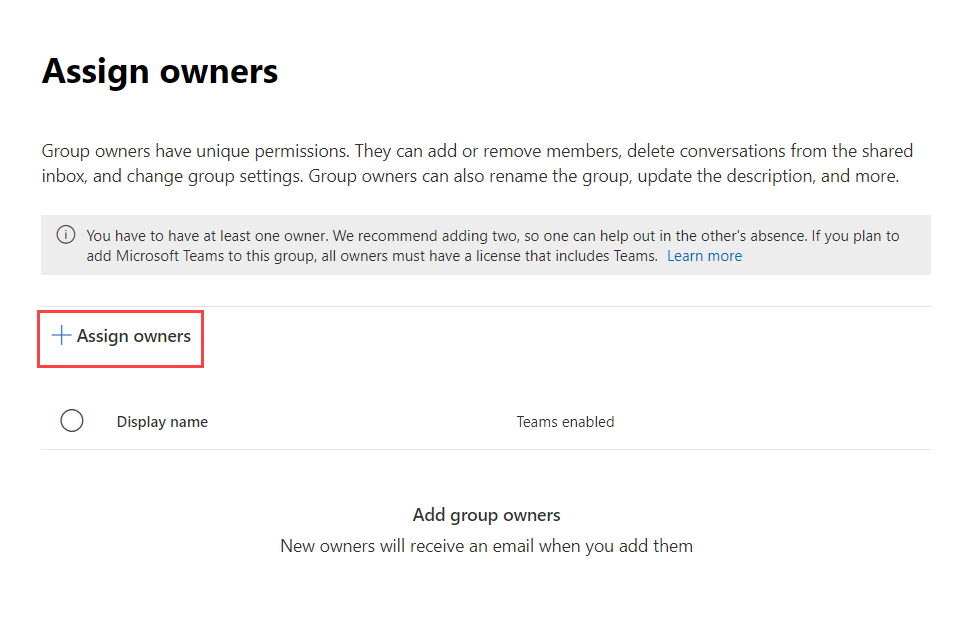 Assign owners
Group owners have unique permissions. They can add or remove members, delete conversations from the shared
inbox, and change group settings. Group owners can also rename the group, update the description, and more.
You have to have at least one owner. We recommend adding two, so one can help out in the other's absence. If you plan to
add Microsoft Teams to this group, all owners must have a license that includes Teams. Learn more
Assign owners
Display name Teams enabled
Add group owners
New owners will receive an email when you add them